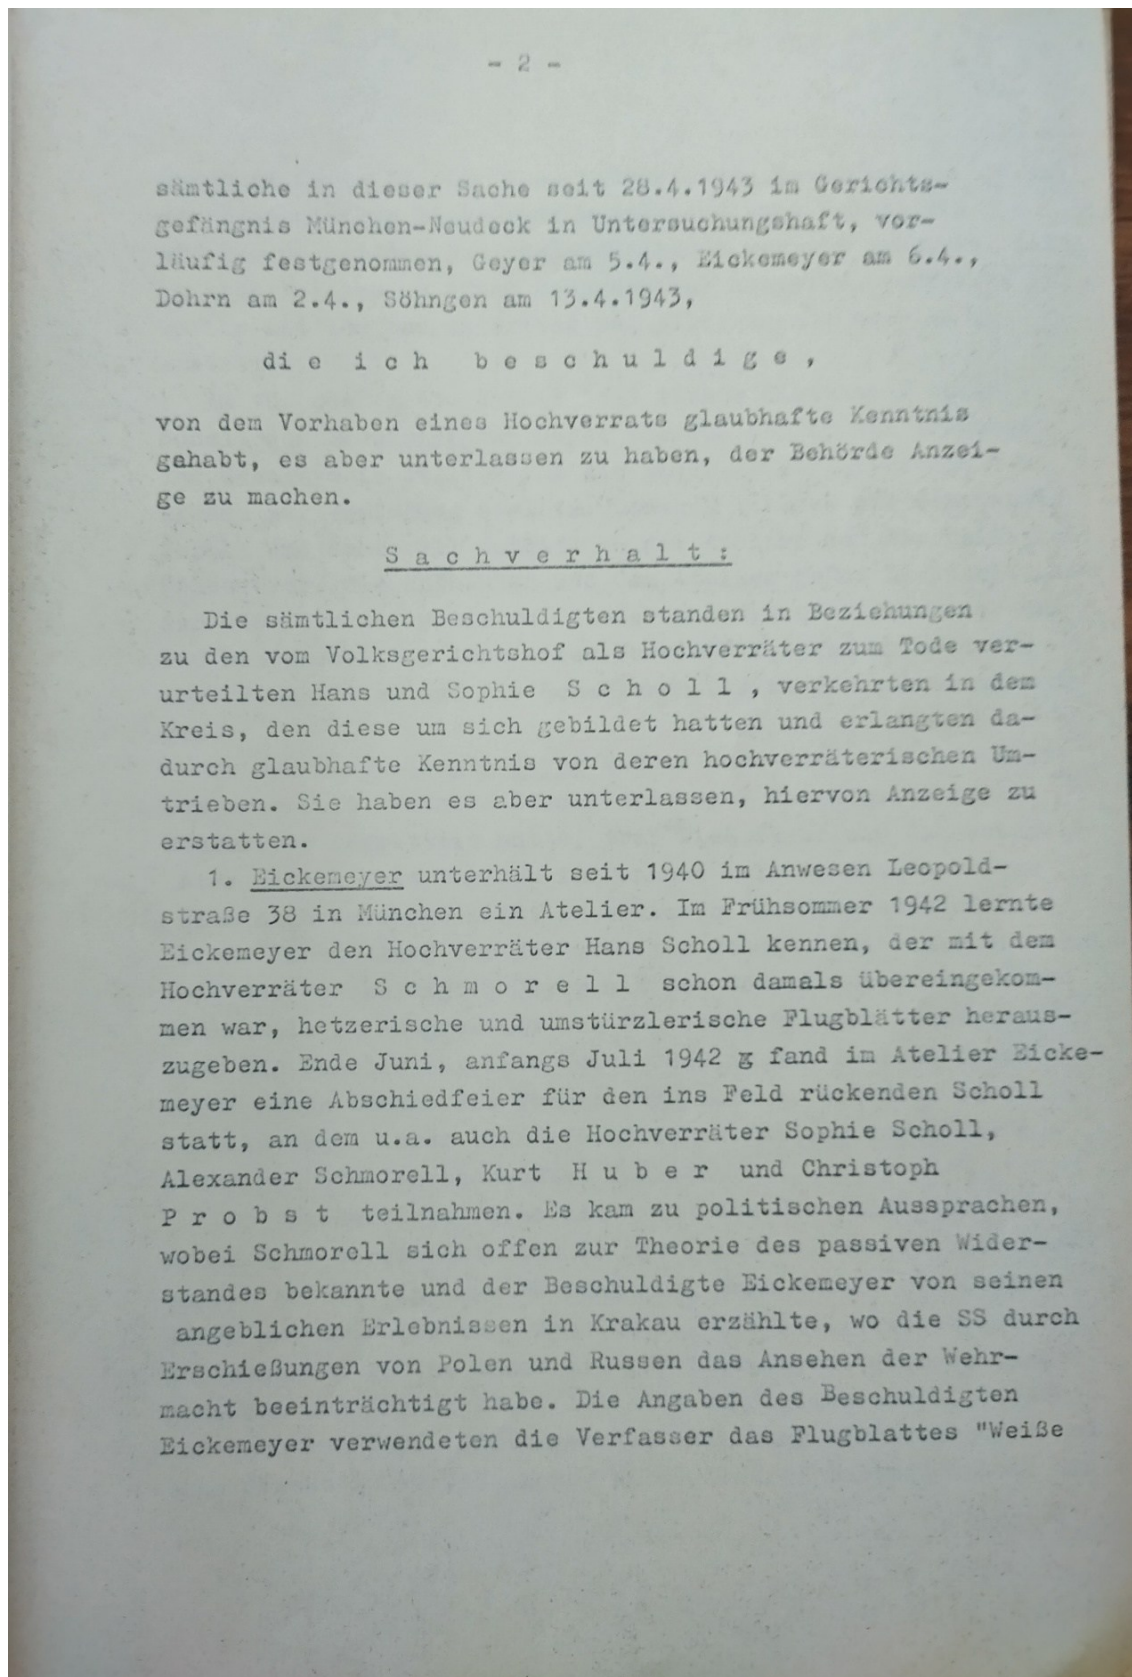 - 2 -
sämtliche in dieser Sache seit 28.4.1943 im Gerichts-
gefängnis München-Neudeck in Untersuchungshaft, vor-
läufig festgenommen, Geyer am 5.4., Eickemeyer am 6.4.,
Dohrn am 2.4., Söhngen am 13.4.1943,
die ich beschuldige,
von dem Vorhaben eines Hochverrats glaubhafte Kenntnis
gehabt, es aber unterlassen zu haben, der Behörde Anzei-
ge zu machen.
Sachverhalt:
Die sämtlichen Beschuldigten standen in Beziehungen
zu den vom Volksgerichtshof als Hochverräter zum Tode ver-
urteilten Hans und Sophie Scholl, verkehrten in dem
Kreis, den diese um sich gebildet hatten und erlangten da-
durch glaubhafte Kenntnis von deren hochverräterischen Um-
trieben. Sie haben es aber unterlassen, hiervon Anzeige zu
erstatten.
1. Eickemeyer unterhält seit 1940 im Anwesen Leopold-
straße 38 in München ein Atelier. Im Frühsommer 1942 lernte
Eickemeyer den Hochverräter Hans Scholl kennen, der mit dem
Hochverräter Schmorell schon damals übereingekom-
men war, hetzerische und umstürzlerische Flugblätter heraus-
zugeben. Ende Juni, anfangs Juli 1942 g fand im Atelier Eicke-
meyer eine Abschiedfeier für den ins Feld rückenden Scholl
statt, an dem u.a. auch die Hochverräter Sophie Scholl,
Alexander Schmorell, Kurt Huber und Christoph
Probst teilnahmen. Es kam zu politischen Aussprachen,
wobei Schmorell sich offen zur Theorie des passiven Wider-
standes bekannte und der Beschuldigte Eickemeyer von seinen
angeblichen Erlebnissen in Krakau erzählte, wo die SS durch
Erschießungen von Polen und Russen das Ansehen der Wehr-
macht beeinträchtigt habe. Die Angaben des Beschuldigten
Eickemeyer verwendeten die Verfasser das Flugblattes "Weiße